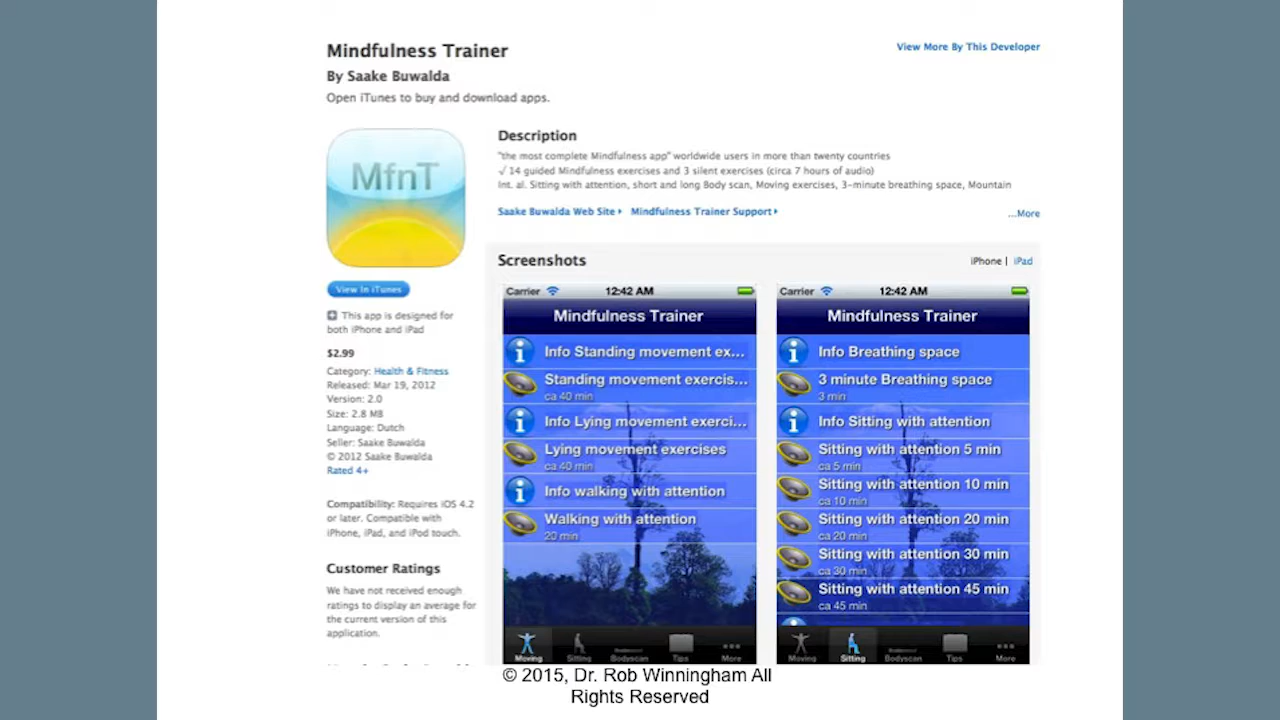 Mindfulness Trainer
View More By This Developer
By Saake Buwalda
Open iTunes to buy and download apps.
MfnT
View In iTunes
This app is designed for
both iPhone and iPad
$2.99
Category: Health & Fitness
Released: Mar 19, 2012
Version: 2.0
Size: 2.8 MB
Language: Dutch
Seller: Saake Buwalda
© 2012 Saake Buwalda
Rated 4+
Compatibility: Requires iOS 4.2
or later. Compatible with
iPhone, iPad, and iPod touch.
Customer Ratings
We have not received enough
ratings to display an average for
the current version of this
application.
Description
"the most complete Mindfulness app" worldwide users in more than twenty countries
√ 14 guided Mindfulness exercises and 3 silent exercises (circa 7 hours of audio)
Int. al. Sitting with attention, short and long Body scan, Moving exercises, 3-minute breathing space, Mountain
Saake Buwalda Web Site
Mindfulness Trainer Support
...More
Screenshots
iPhone | iPad
Carrier 12:42 AM
Mindfulness Trainer
Info Standing movement ex...
Standing movement exercis...
ca 40 min
Info Lying movement exerci...
Lying movement exercises
ca 40 min
Info walking with attention
Walking with attention
20 min
Moving Sitting Bodyscan Tips More
Carrier 12:42 AM
Mindfulness Trainer
Info Breathing space
3 minute Breathing space
3 min
Info Sitting with attention
Sitting with attention 5 min
ca 5 min
Sitting with attention 10 min
ca 10 min
Sitting with attention 20 min
ca 20 min
Sitting with attention 30 min
ca 30 min
Sitting with attention 45 min
ca 45 min
Moving Sitting Bodyscan Tips More
© 2015, Dr. Rob Winningham All
Rights Reserved